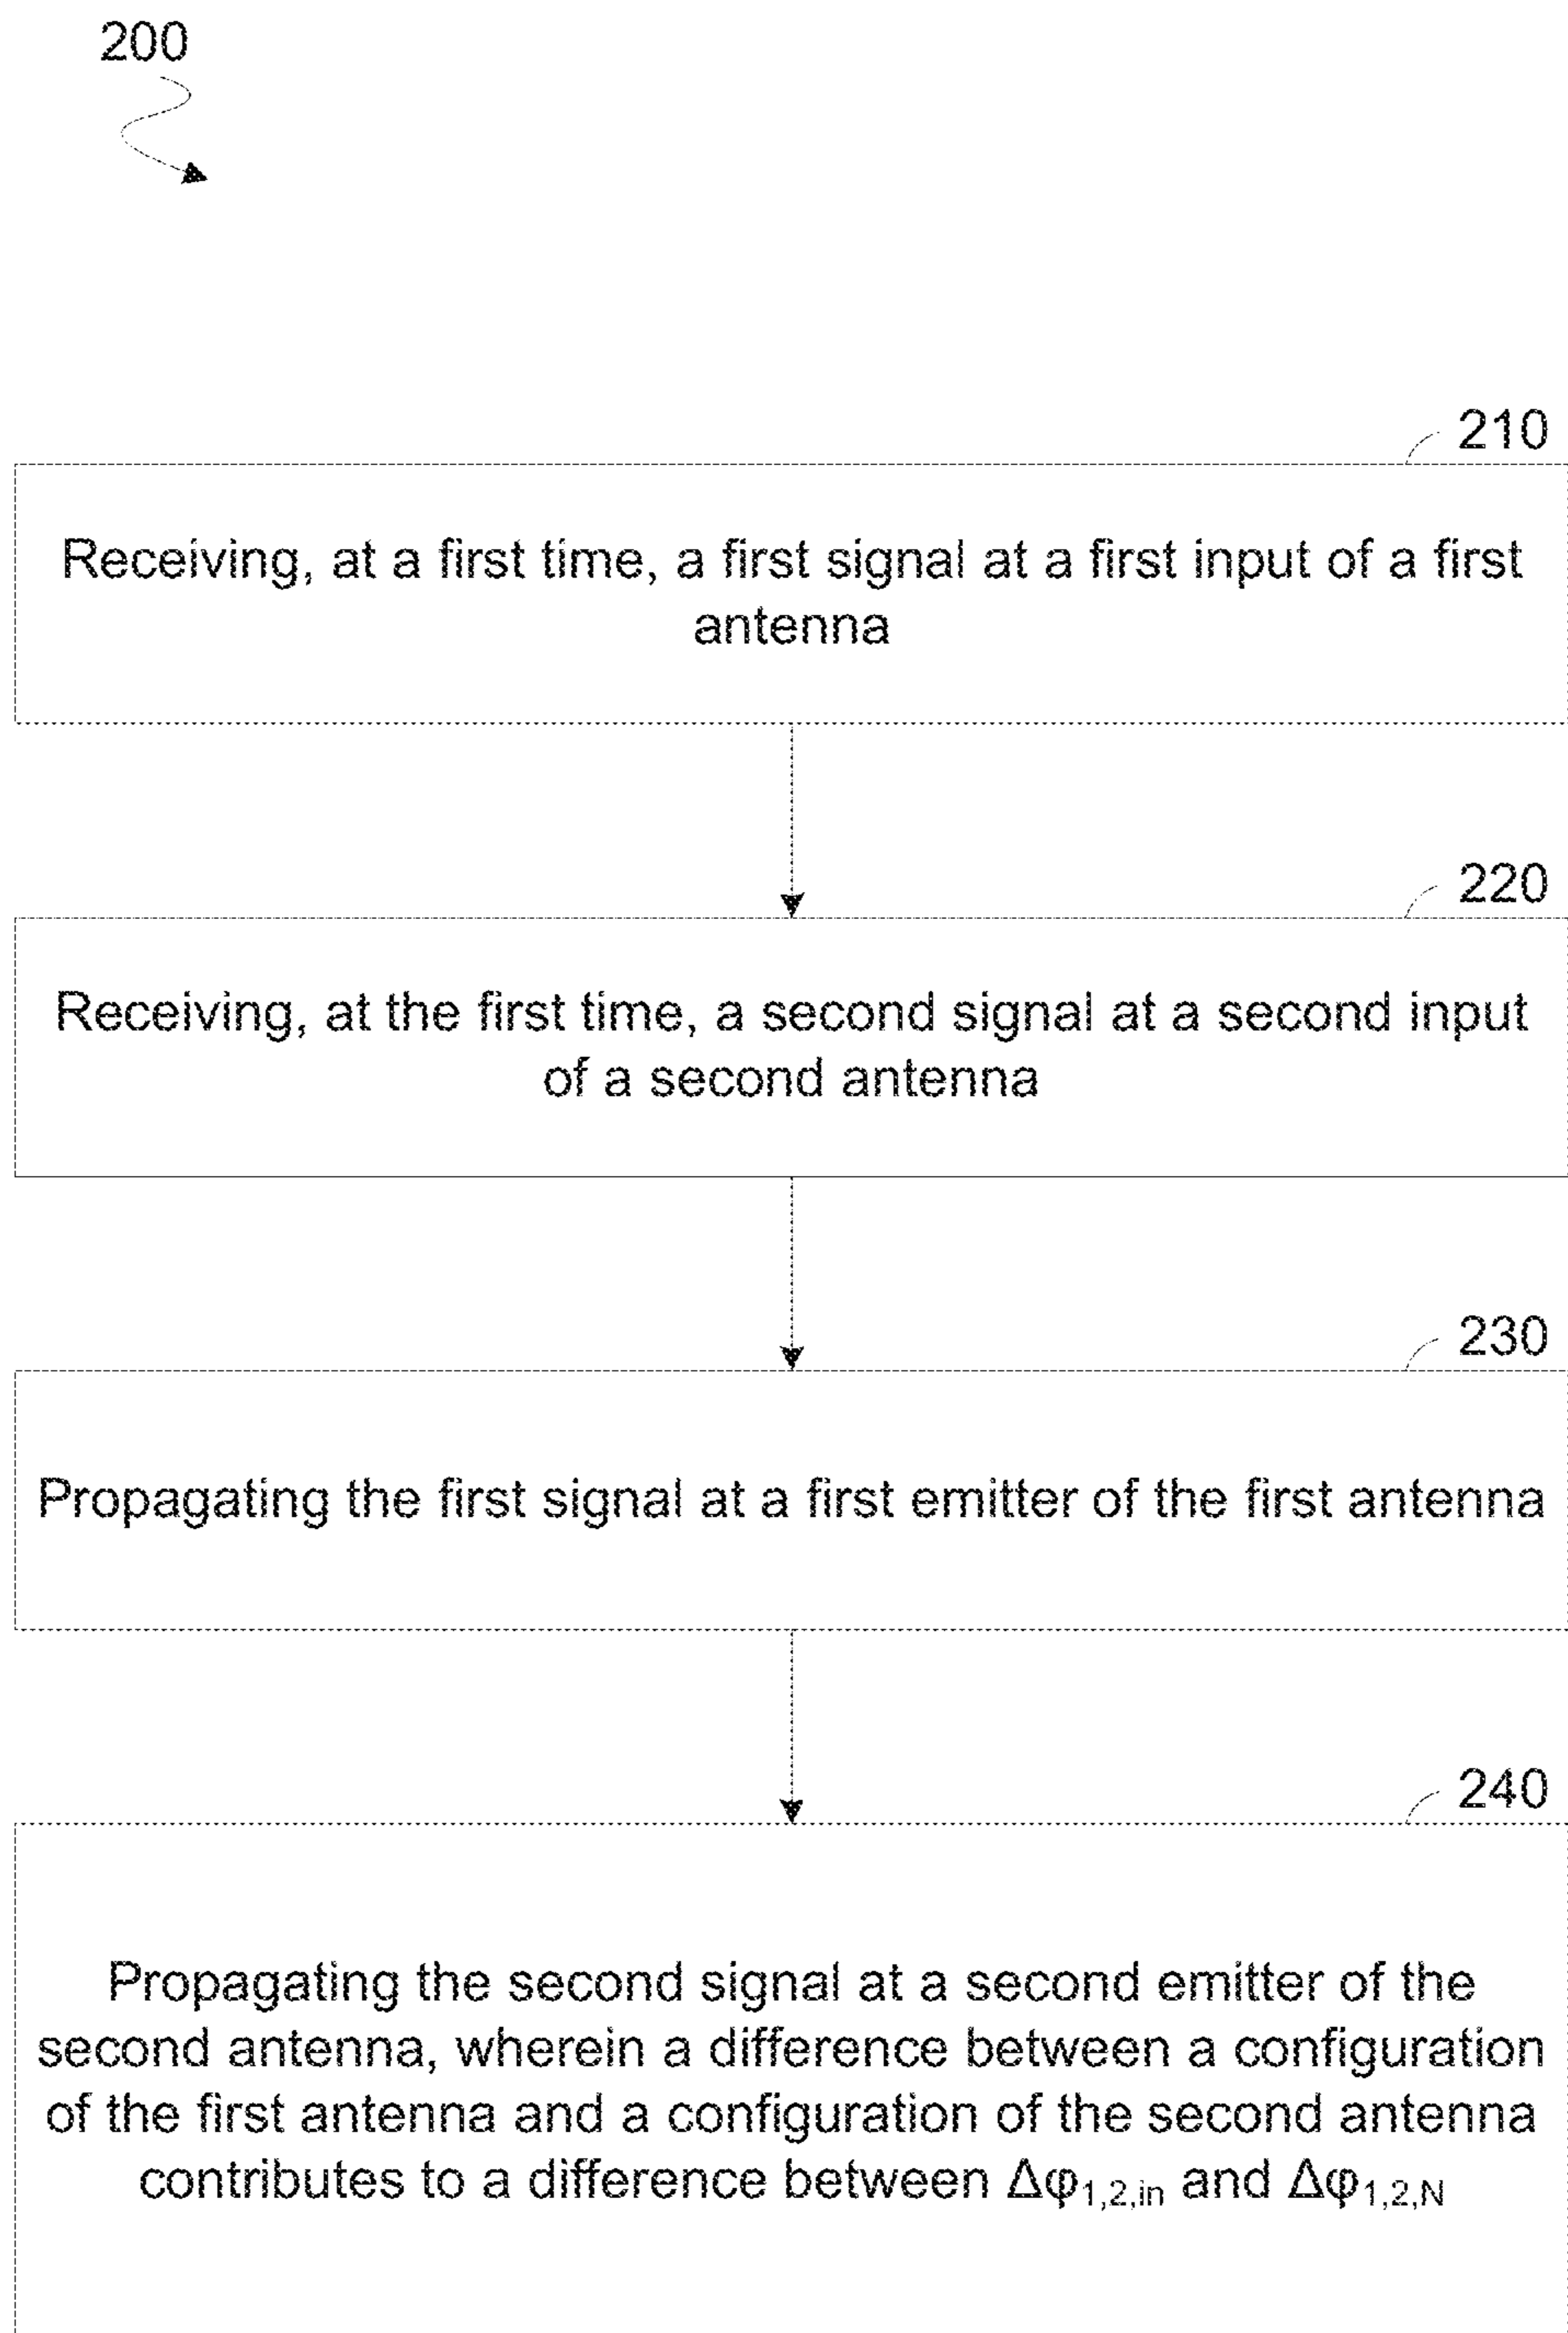 200
210
Receiving, at a first time, a first signal at a first input of a first
antenna
220
Receiving, at the first time, a second signal at a second input
of a second antenna
230
Propagating the first signal at a first emitter of the first antenna
240
Propagating the second signal at a second emitter of the
second antenna, wherein a difference between a configuration
of the first antenna and a configuration of the second antenna
contributes to a difference between Δφ1,2,in and Δφ1,2,N